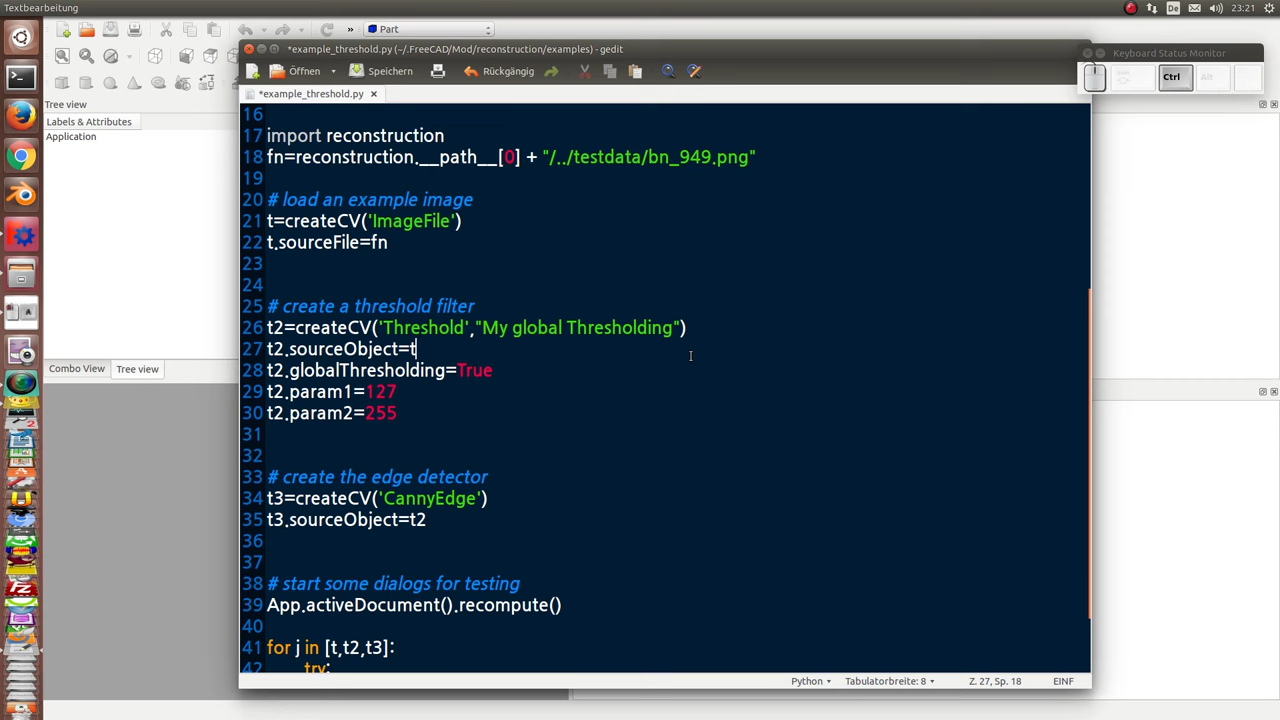 Textbearbeitung
De
23:21
»
Part
*example_threshold.py (~/.FreeCAD/Mod/reconstruction/examples) - gedit
Keyboard Status Monitor
Öffnen
Speichern
Rückgängig
Ctrl
Alt
*example_threshold.py
Tree view
Labels & Attributes
Application
Combo View
Tree view
16
17 import reconstruction
18 fn=reconstruction.__path__[0] + "/../testdata/bn_949.png"
19
20 # load an example image
21 t=createCV('ImageFile')
22 t.sourceFile=fn
23
24
25 # create a threshold filter
26 t2=createCV('Threshold',"My global Thresholding")
27 t2.sourceObject=t
28 t2.globalThresholding=True
29 t2.param1=127
30 t2.param2=255
31
32
33 # create the edge detector
34 t3=createCV('CannyEdge')
35 t3.sourceObject=t2
36
37
38 # start some dialogs for testing
39 App.activeDocument().recompute()
40
41 for j in [t,t2,t3]:
42 try:
Python
Tabulatorbreite: 8
Z. 27, Sp. 18
EINF